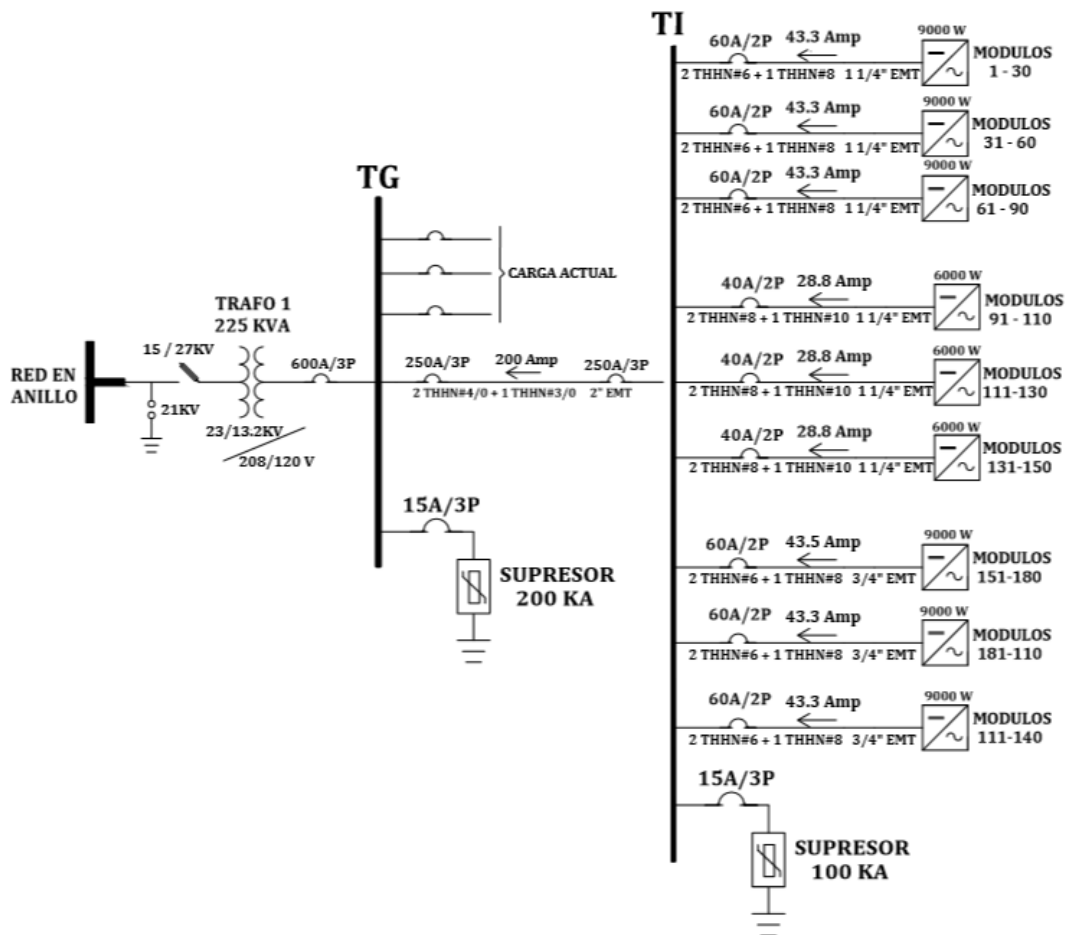 TI
60A/2P
43.3 Amp
9000 W
2 THHN#6 + 1 THHN#8 1 1/4" EMT
MODULOS
1 - 30
60A/2P
43.3 Amp
9000 W
2 THHN#6 + 1 THHN#8 1 1/4" EMT
MODULOS
31 - 60
60A/2P
43.3 Amp
9000 W
2 THHN#6 + 1 THHN#8 1 1/4" EMT
MODULOS
61 - 90
TG
CARGA ACTUAL
40A/2P
28.8 Amp
6000 W
2 THHN#8 + 1 THHN#10 1 1/4" EMT
MODULOS
91 - 110
TRAFO 1
225 KVA
15 / 27KV
600A/3P
RED EN
ANILLO
21KV
23/13.2KV
208/120 V
250A/3P
200 Amp
250A/3P
2 THHN#4/0 + 1 THHN#3/0 2" EMT
40A/2P
28.8 Amp
6000 W
2 THHN#8 + 1 THHN#10 1 1/4" EMT
MODULOS
111-130
40A/2P
28.8 Amp
6000 W
2 THHN#8 + 1 THHN#10 1 1/4" EMT
MODULOS
131-150
15A/3P
SUPRESOR
200 KA
60A/2P
43.5 Amp
9000 W
2 THHN#6 + 1 THHN#8 3/4" EMT
MODULOS
151-180
60A/2P
43.3 Amp
9000 W
2 THHN#6 + 1 THHN#8 3/4" EMT
MODULOS
181-110
60A/2P
43.3 Amp
9000 W
2 THHN#6 + 1 THHN#8 3/4" EMT
MODULOS
111-140
15A/3P
SUPRESOR
100 KA